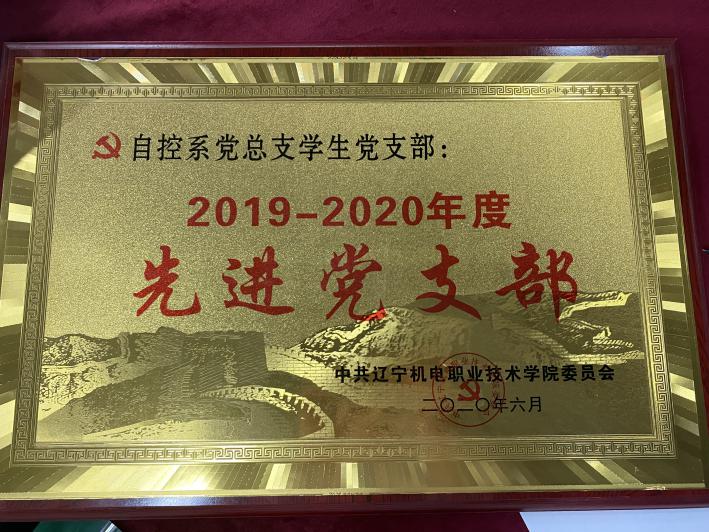 自控系党总支学生党支部：
2019-2020年度
先进党支部
中共辽宁机电职业技术学院委员会
二〇二〇年六月